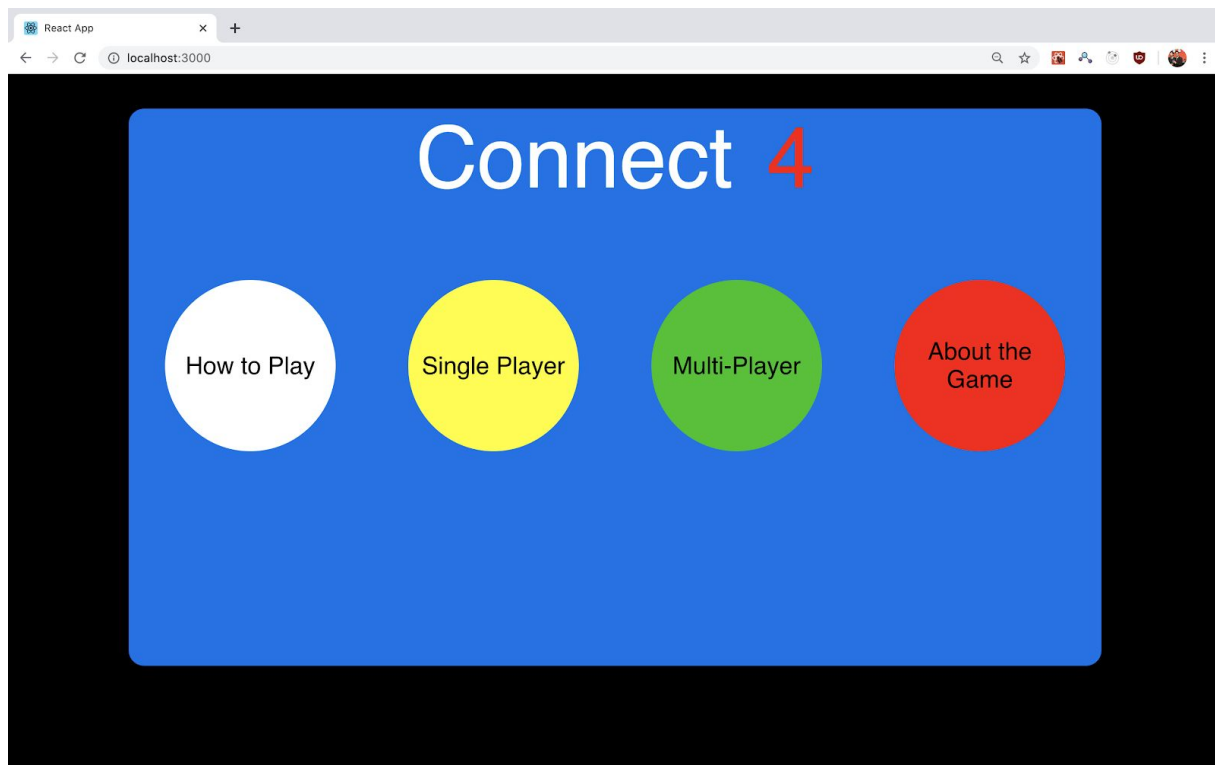 React App
localhost:3000
Connect 4
How to Play
Single Player
Multi-Player
About the
Game